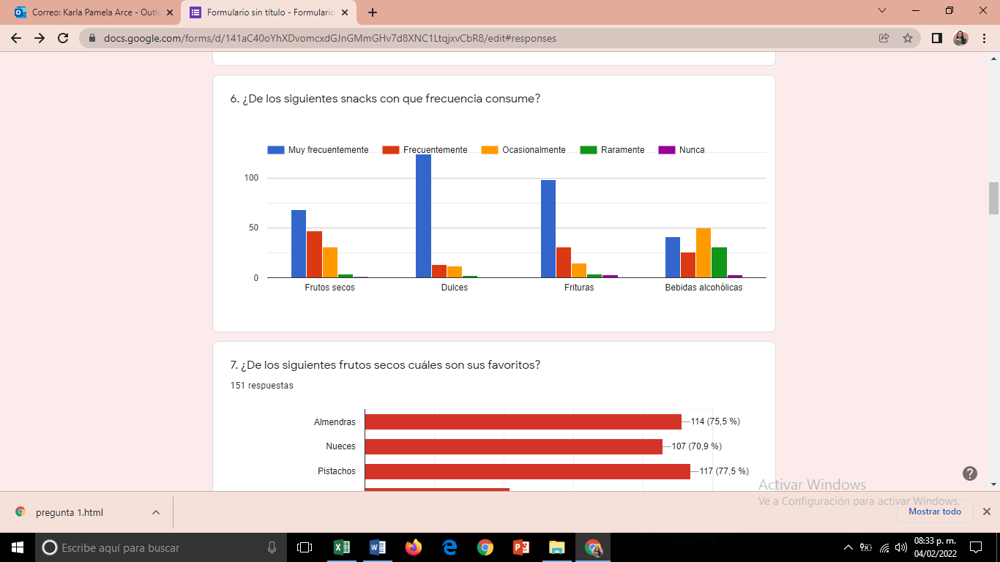 Correo: Karla Pamela Arce - Outl
Formulario sin título - Formulario
docs.google.com/forms/d/141aC40oYhXDvomcxdGJnGMmGHv7d8XNC1LtqjxvCbR8/edit#responses
6. ¿De los siguientes snacks con que frecuencia consume?
Muy frecuentemente Frecuentemente Ocasionalmente Raramente Nunca
100
50
0
Frutos secos Dulces Frituras Bebidas alcohólicas
7. ¿De los siguientes frutos secos cuáles son sus favoritos?
151 respuestas
Almendras 114 (75,5 %)
Nueces 107 (70,9 %)
Pistachos 117 (77,5 %)
Activar Windows
Ve a Configuración para activar Windows.
pregunta 1.html
Mostrar todo
Escribe aquí para buscar
08:33 p. m.
04/02/2022